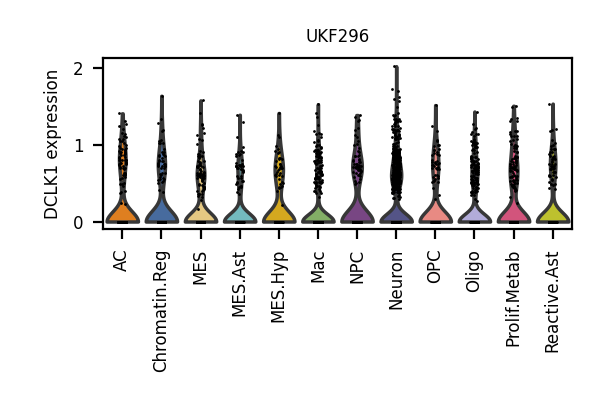 UKF296
DCLK1 expression
2
1
0
AC
Chromatin.Reg
MES
MES.Ast
MES.Hyp
Mac
NPC
Neuron
OPC
Oligo
Prolif.Metab
Reactive.Ast